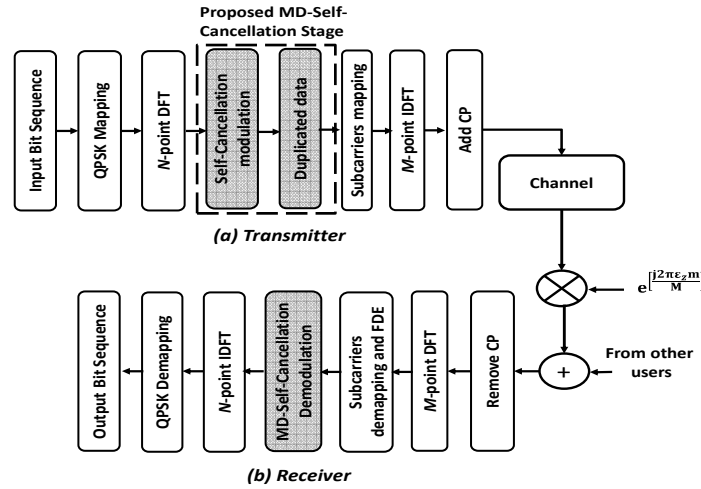 Proposed MD-Self-
Cancellation Stage
Input Bit Sequence
QPSK Mapping
N-point DFT
Self-Cancellation
modulation
Duplicated data
Subcarriers mapping
M-point IDFT
Add CP
Channel
(a) Transmitter
e^[j2πε_z m/M]
From other
users
+
Remove CP
M-point DFT
Subcarriers
demapping and FDE
MD-Self-Cancellation
Demodulation
N-point IDFT
QPSK Demapping
Output Bit Sequence
(b) Receiver